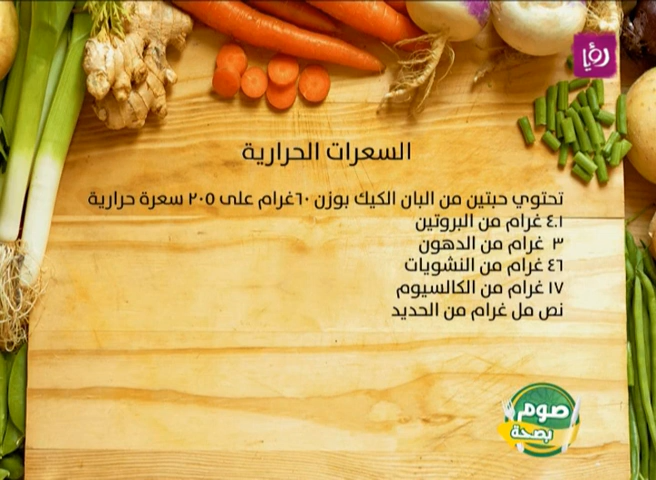 رؤيا
السعرات الحرارية
تحتوي حبتين من البان الكيك بوزن ٦٠غرام على ٢٠٥ سعرة حرارية
٤.١ غرام من البروتين
٣ غرام من الدهون
٤٦ غرام من النشويات
١٧ غرام من الكالسيوم
نص مل غرام من الحديد
صوم
بصحة